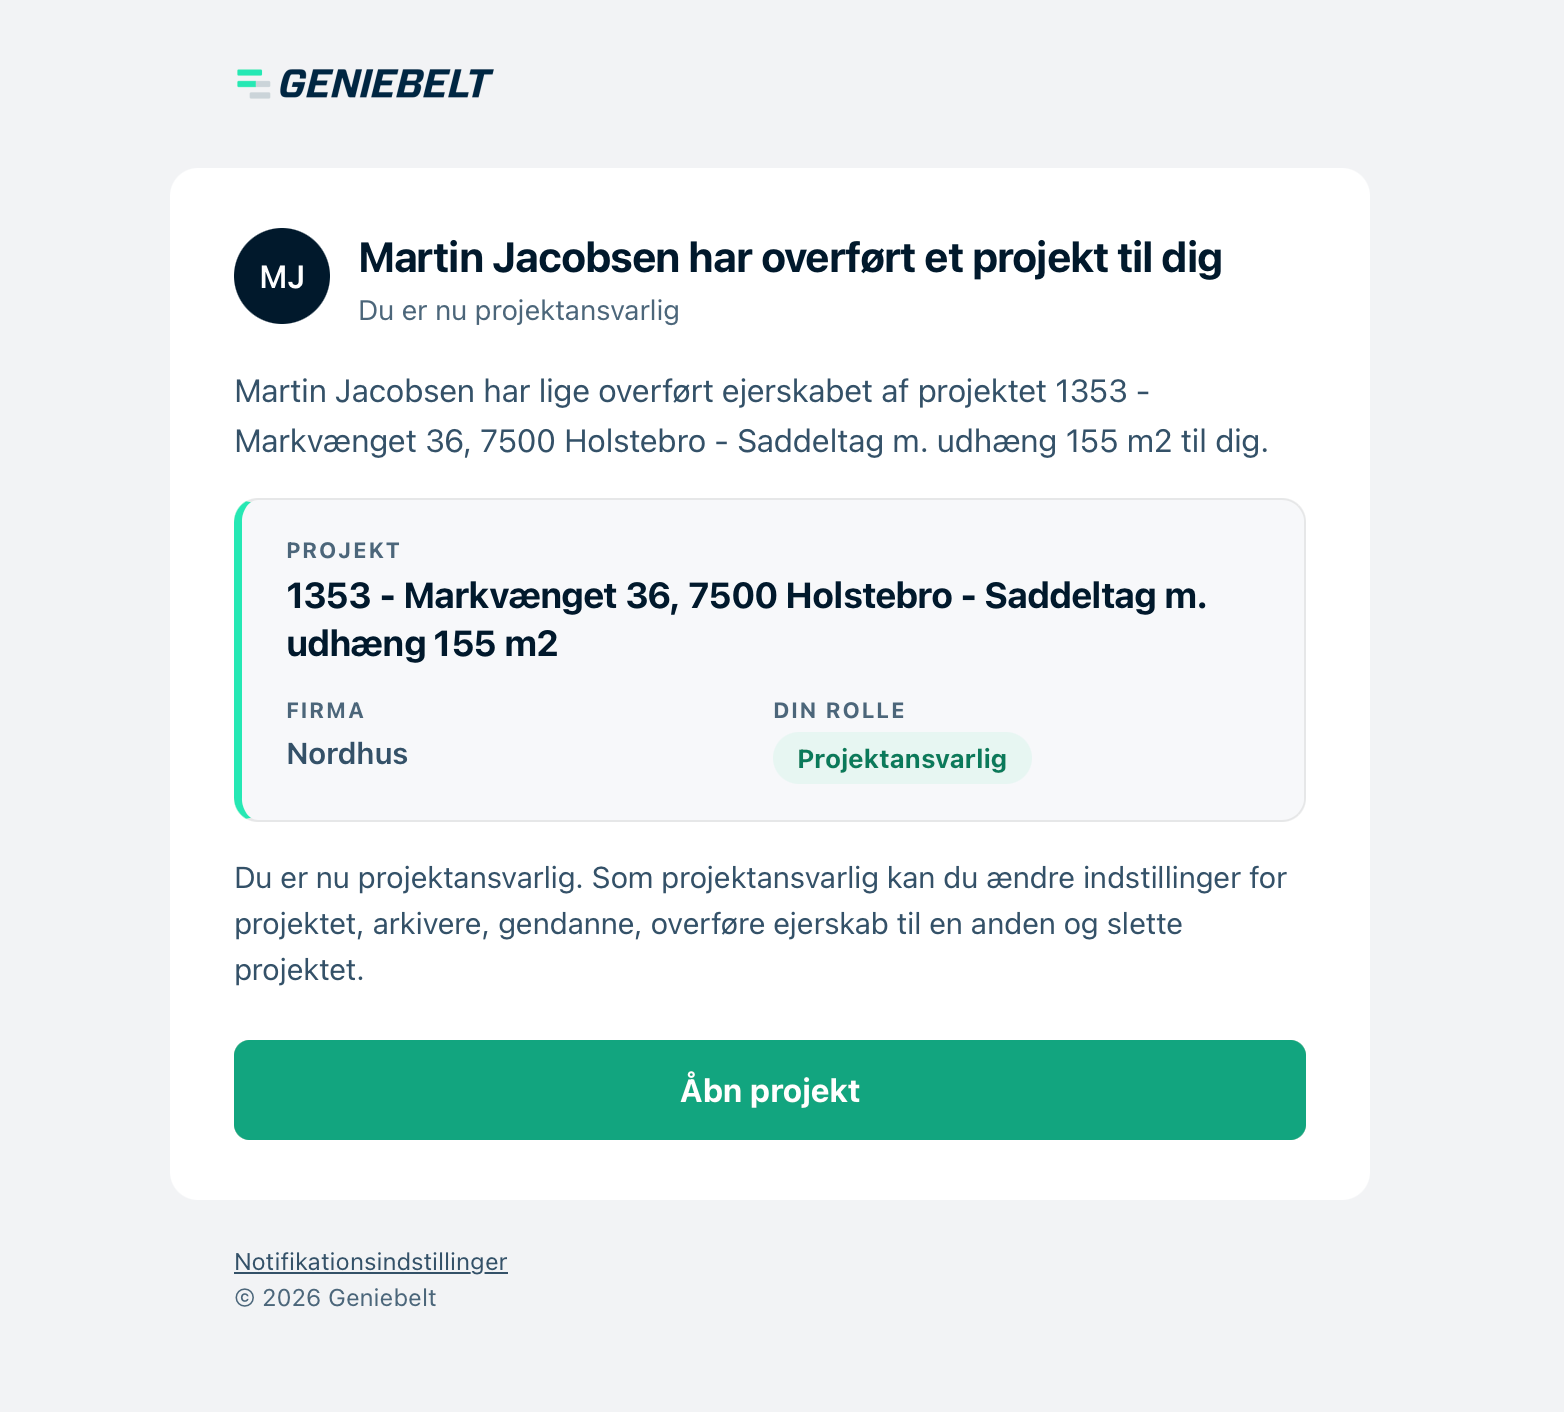 GENIEBELT
MJ
Martin Jacobsen har overført et projekt til dig
Du er nu projektansvarlig
Martin Jacobsen har lige overført ejerskabet af projektet 1353 -
Markvænget 36, 7500 Holstebro - Saddeltag m. udhæng 155 m2 til dig.
PROJEKT
1353 - Markvænget 36, 7500 Holstebro - Saddeltag m.
udhæng 155 m2
FIRMA
DIN ROLLE
Nordhus
Projektansvarlig
Du er nu projektansvarlig. Som projektansvarlig kan du ændre indstillinger for
projektet, arkivere, gendanne, overføre ejerskab til en anden og slette
projektet.
Åbn projekt
Notifikationsindstillinger
© 2026 Geniebelt